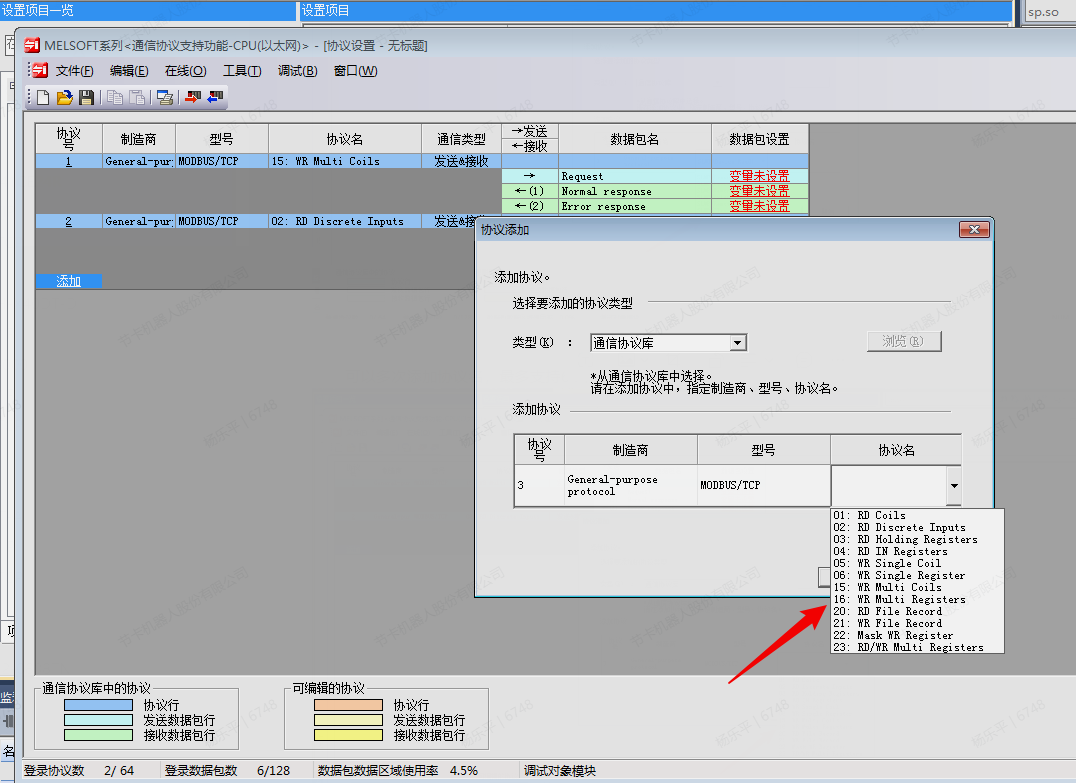 设置项目一览
设置项目
sp.so
MELSOFT系列<通信协议支持功能-CPU(以太网)> - [协议设置 - 无标题]
文件(F) 编辑(E) 在线(O) 工具(T) 调试(B) 窗口(W)
协议号 制造商 型号 协议名 通信类型 →发送 ←接收 数据包名 数据包设置
1 General-pur MODBUS/TCP 15: WR Multi Coils 发送&接收
→ Request 变量未设置
←(1) Normal response 变量未设置
←(2) Error response 变量未设置
2 General-pur MODBUS/TCP 02: RD Discrete Inputs 发送&接
添加
协议添加
添加协议。
选择要添加的协议类型
类型(K) : 通信协议库 浏览(R)
*从通信协议库中选择。
请在添加协议中，指定制造商、型号、协议名。
添加协议
协议号 制造商 型号 协议名
3 General-purpose protocol MODBUS/TCP
01: RD Coils
02: RD Discrete Inputs
03: RD Holding Registers
04: RD IN Registers
05: WR Single Coil
06: WR Single Register
15: WR Multi Coils
16: WR Multi Registers
20: RD File Record
21: WR File Record
22: Mask WR Register
23: RD/WR Multi Registers
通信协议库中的协议
协议行
发送数据包行
接收数据包行
可编辑的协议
协议行
发送数据包行
接收数据包行
登录协议数 2/ 64 登录数据包数 6/128 数据包数据区域使用率 4.5% 调试对象模块